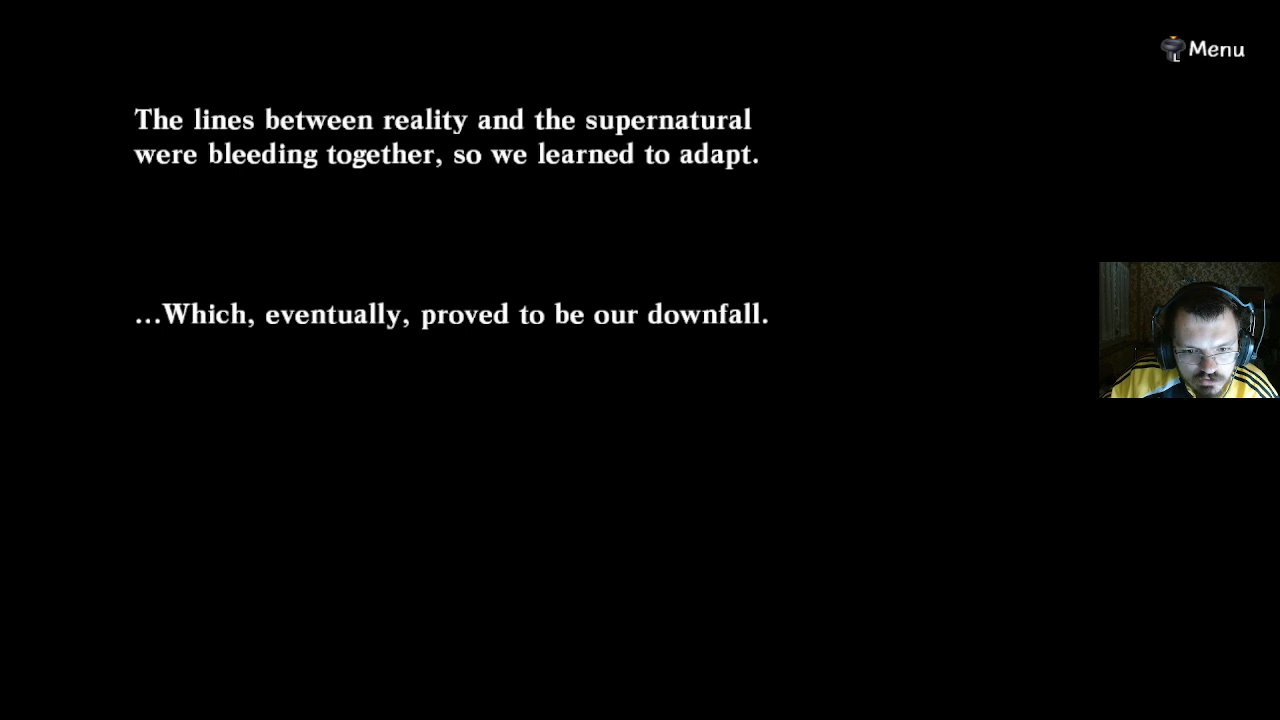 Menu
The lines between reality and the supernatural
were bleeding together, so we learned to adapt.
...Which, eventually, proved to be our downfall.